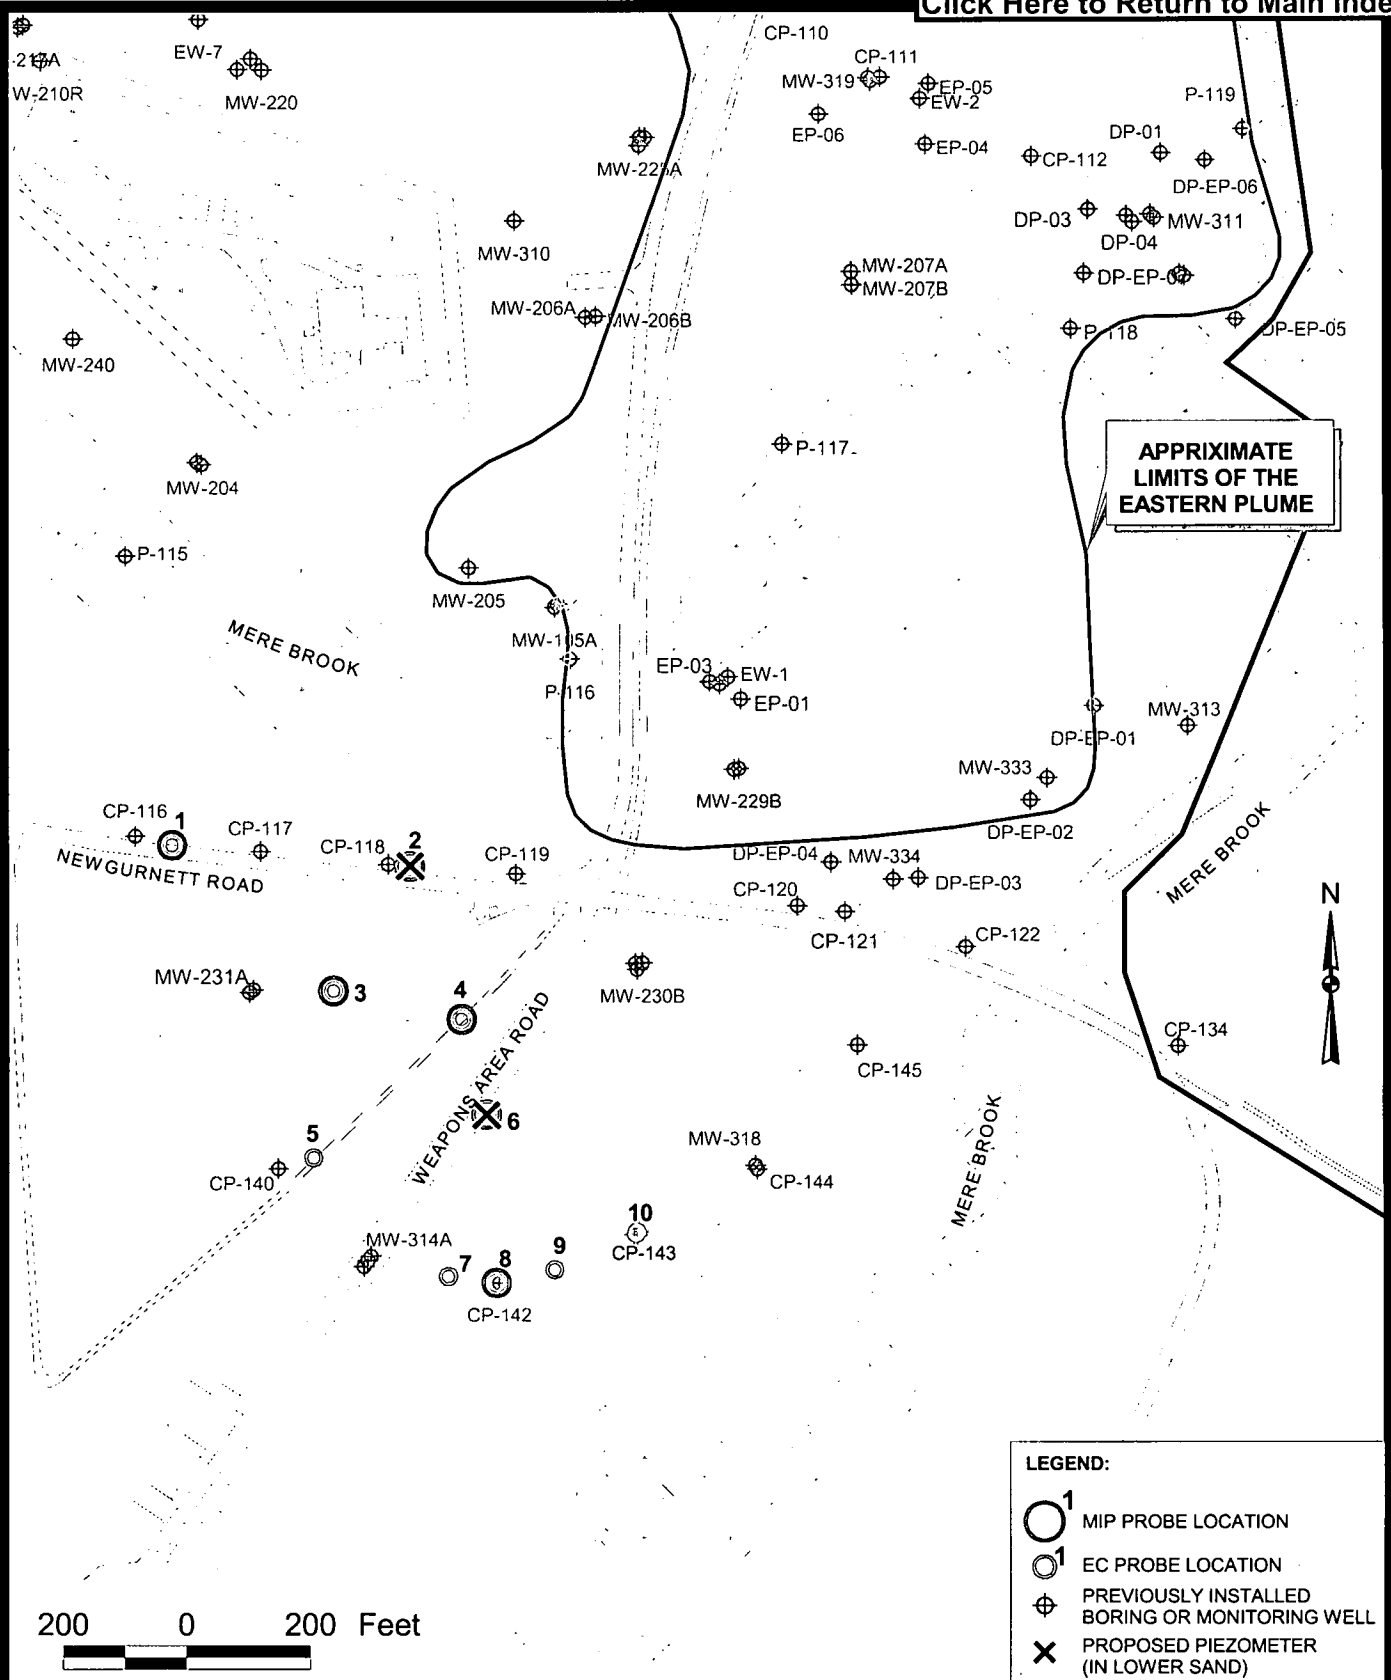 Click Here to Return to Main Inde
CP-110
EW-7
CP-111
-217A
MW-319
EP-05
W-210R
MW-220
EW-2
P-119
EP-06
DP-01
EP-04
CP-112
MW-225A
DP-EP-06
DP-03
MW-311
MW-310
DP-04
MW-207A
DP-EP-0
MW-207B
MW-206A
MW-206B
P-118
DP-EP-05
MW-240
P-117
APPRIXIMATE
LIMITS OF THE
EASTERN PLUME
MW-204
P-115
MW-205
MERE BROOK
MW-105A
EP-03
EW-1
P-116
EP-01
MW-313
DP-EP-01
MW-333
MW-229B
CP-116
1
CP-117
2
CP-118
CP-119
DP-EP-02
DP-EP-04
MW-334
NEW GURNETT ROAD
DP-EP-03
MERE BROOK
CP-120
N
CP-121
CP-122
MW-231A
3
4
MW-230B
WEAPONS AREA ROAD
CP-134
CP-145
6
5
MW-318
MERE BROOK
CP-140
CP-144
10
MW-314A
CP-143
7
8
9
CP-142
LEGEND:
1 MIP PROBE LOCATION
1 EC PROBE LOCATION
PREVIOUSLY INSTALLED
BORING OR MONITORING WELL
PROPOSED PIEZOMETER
(IN LOWER SAND)
200 0 200 Feet